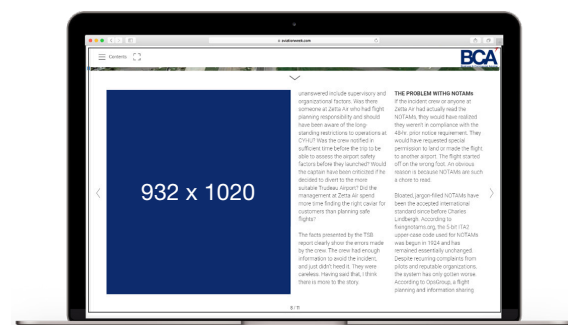 aviationweek.com
Contents
BCA
932 x 1020
unanswered include supervisory and
organizational factors. Was there
someone at Zetta Air who had flight
planning responsibility and should
have been aware of the long-
standing restrictions to operations at
CYHU? Was the crew notified in
sufficient time before the trip to be
able to assess the airport safety
factors before they launched? Would
the captain have been criticized if he
decided to divert to the more
suitable Trudeau Airport? Did the
management at Zetta Air spend
more time finding the right caviar for
customers than planning safe
flights?
The facts presented by the TSB
report clearly show the errors made
by the crew. The crew had enough
information to avoid the incident,
and just didn't heed it. They were
careless. Having said that, I think
there is more to the story.
THE PROBLEM WITHG NOTAMs
If the incident crew or anyone at
Zetta Air had actually read the
NOTAMs, they would have realized
they weren't in compliance with the
48-hr. prior notice requirement. They
would have requested special
permission to land or made the flight
to another airport. The flight started
off on the wrong foot. An obvious
reason is because NOTAMs are such
a chore to read.
Bloated, jargon-filled NOTAMs have
been the accepted international
standard since before Charles
Lindbergh. According to
fixingnotams.org, the 5-bit ITA2
upper-case code used for NOTAMs
was begun in 1924 and has
remained essentially unchanged.
Despite recurring complaints from
pilots and reputable organizations,
the system has only gotten worse.
According to OpsGroup, a flight
planning and information sharing
5 / 11